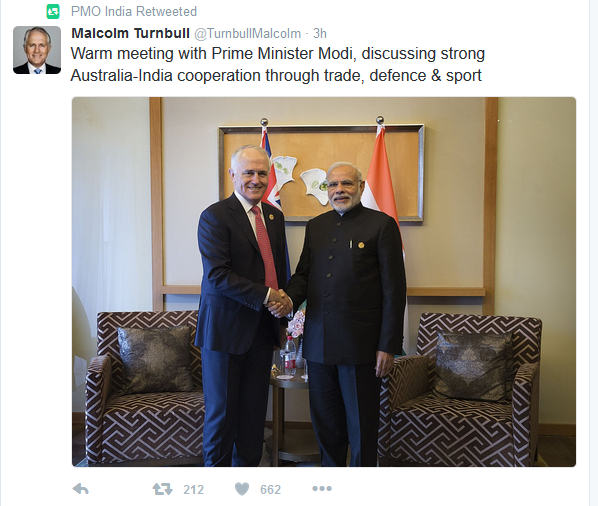 PMO India Retweeted
Malcolm Turnbull @TurnbullMalcolm · 3h
Warm meeting with Prime Minister Modi, discussing strong
Australia-India cooperation through trade, defence & sport
212 662